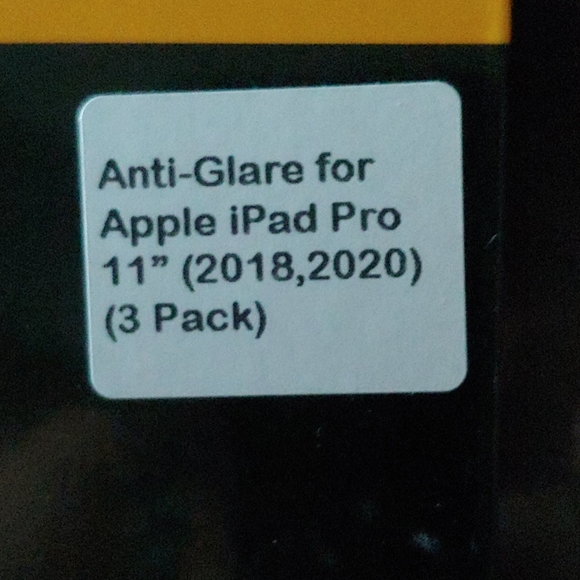 Anti-Glare for
Apple iPad Pro
11” (2018,2020)
(3 Pack)